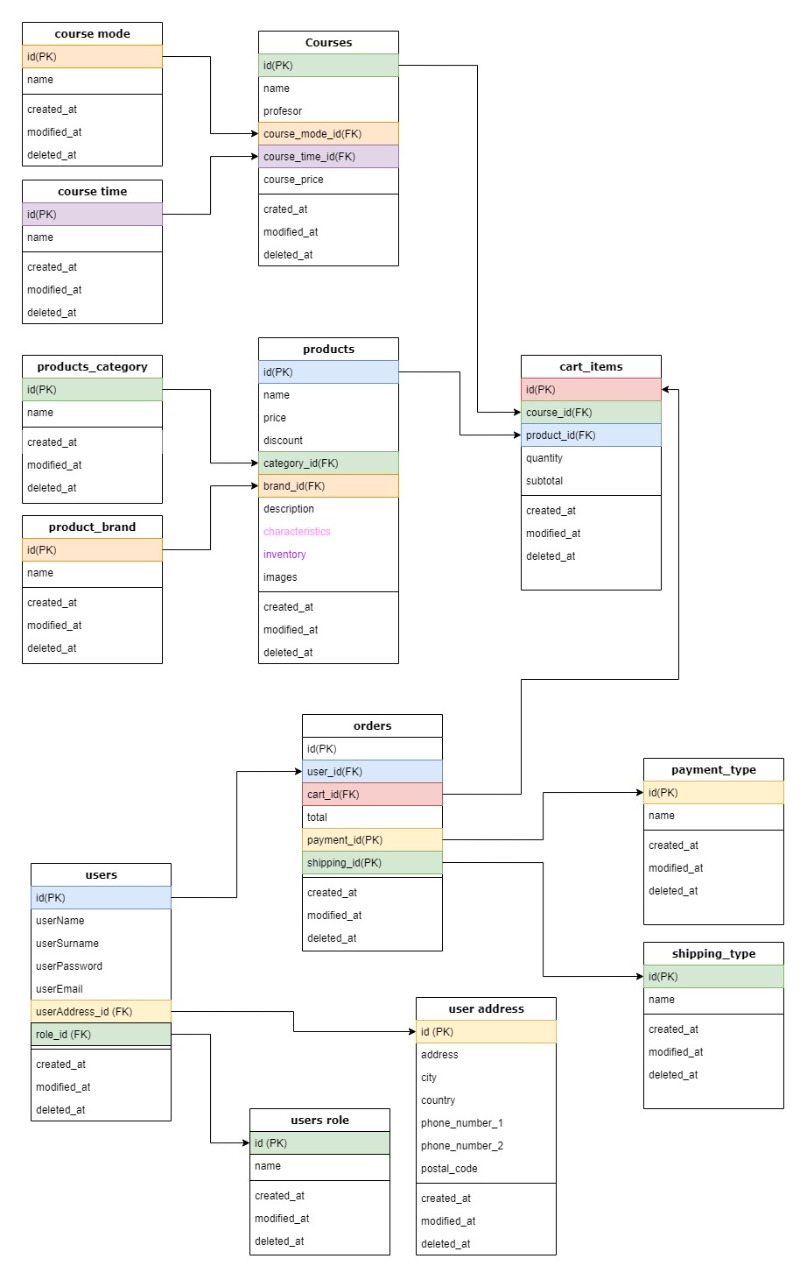 course mode
id(PK)
name
created_at
modified_at
deleted_at
course time
id(PK)
name
created_at
modified_at
deleted_at
Courses
id(PK)
name
profesor
course_mode_id(FK)
course_time_id(FK)
course_price
crated_at
modified_at
deleted_at
products_category
id(PK)
name
created_at
modified_at
deleted_at
product_brand
id(PK)
name
created_at
modified_at
deleted_at
products
id(PK)
name
price
discount
category_id(FK)
brand_id(FK)
description
characteristics
inventory
images
created_at
modified_at
deleted_at
cart_items
id(PK)
course_id(FK)
product_id(FK)
quantity
subtotal
created_at
modified_at
deleted_at
orders
id(PK)
user_id(FK)
cart_id(FK)
total
payment_id(PK)
shipping_id(PK)
created_at
modified_at
deleted_at
payment_type
id(PK)
name
created_at
modified_at
deleted_at
users
id(PK)
userName
userSurname
userPassword
userEmail
userAddress_id (FK)
role_id (FK)
created_at
modified_at
deleted_at
shipping_type
id(PK)
name
created_at
modified_at
deleted_at
user address
id (PK)
address
city
country
phone_number_1
phone_number_2
postal_code
created_at
modified_at
deleted_at
users role
id (PK)
name
created_at
modified_at
deleted_at